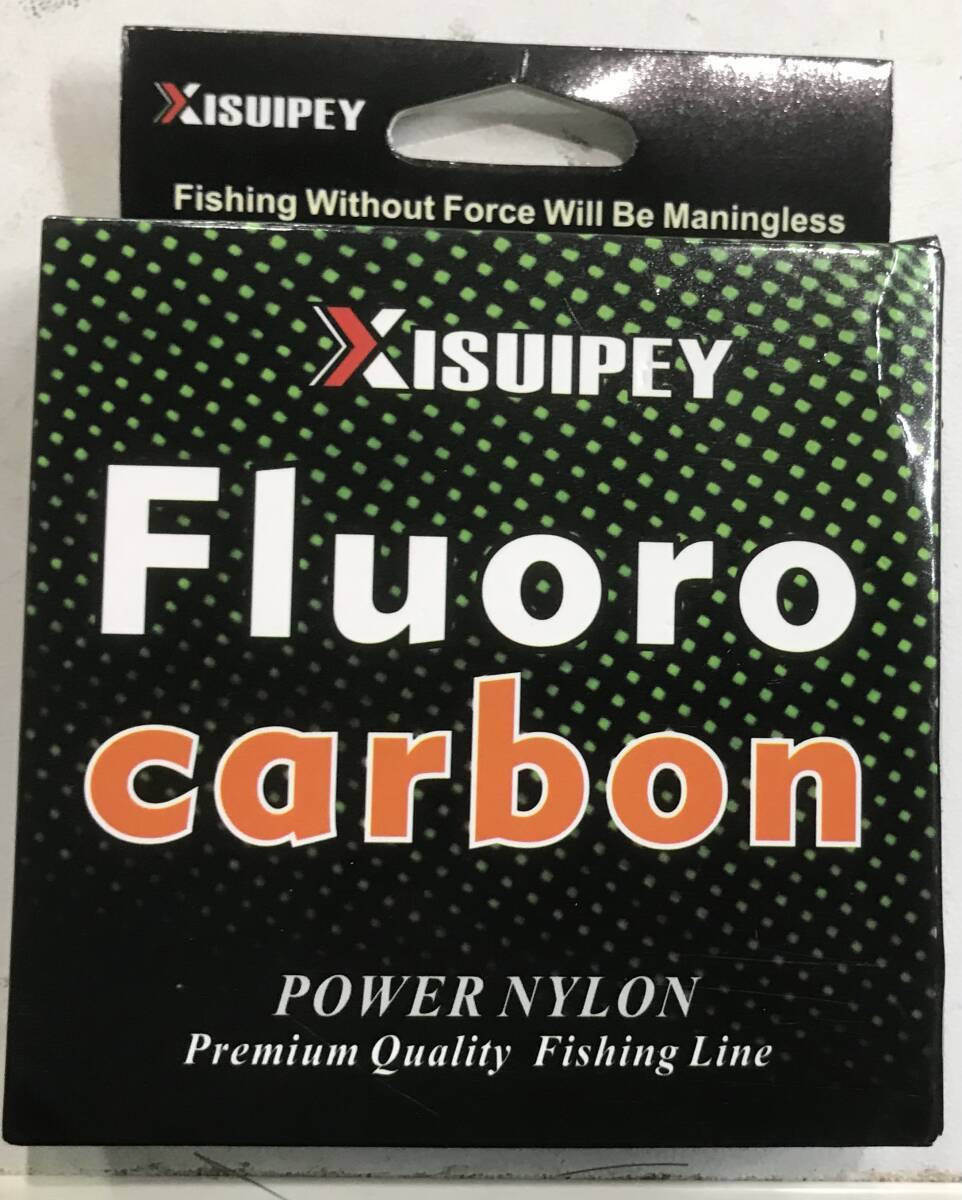 XISUIPEY
Fishing Without Force Will Be Maningless
XISUIPEY
Fluoro
carbon
POWER NYLON
Premium Quality Fishing Line